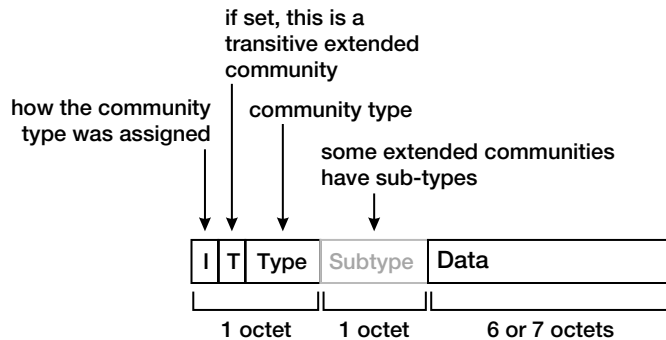 if set, this is a
transitive extended
community
how the community
type was assigned
community type
some extended communities
have sub-types
I T Type Subtype Data
1 octet 1 octet 6 or 7 octets